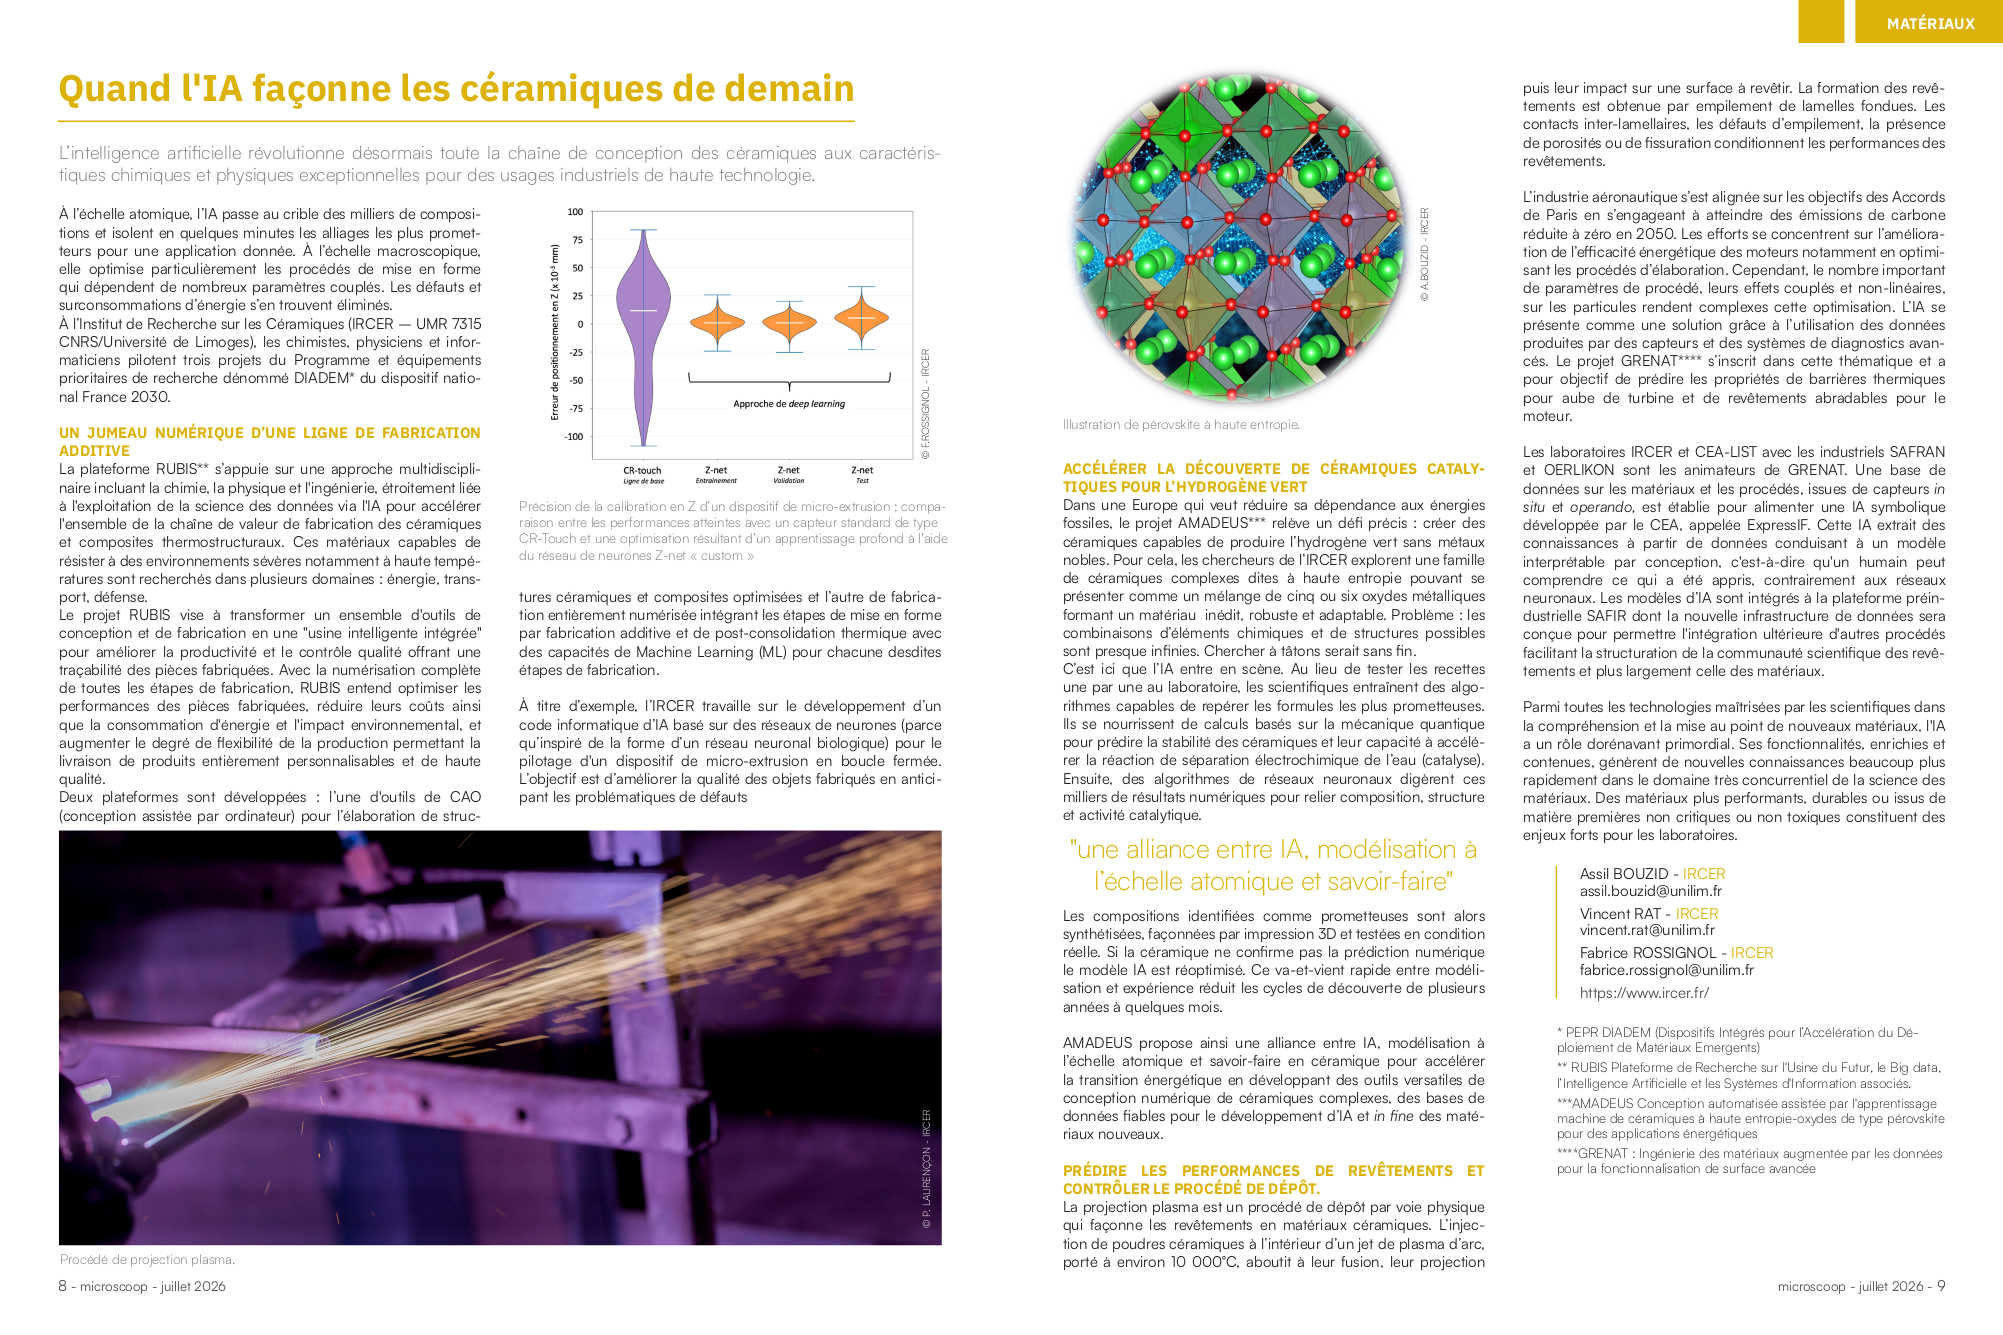 MATÉRIAUX
Quand l'IA façonne les céramiques de demain
L’intelligence artificielle révolutionne désormais toute la chaîne de conception des céramiques aux caractéris-
tiques chimiques et physiques exceptionnelles pour des usages industriels de haute technologie.
À l’échelle atomique, l’IA passe au crible des milliers de composi-
tions et isolent en quelques minutes les alliages les plus promet-
teurs pour une application donnée. À l’échelle macroscopique,
elle optimise particulièrement les procédés de mise en forme
qui dépendent de nombreux paramètres couplés. Les défauts et
surconsommations d’énergie s’en trouvent éliminés.
À l’Institut de Recherche sur les Céramiques (IRCER – UMR 7315
CNRS/Université de Limoges), les chimistes, physiciens et infor-
maticiens pilotent trois projets du Programme et équipements
prioritaires de recherche dénommé DIADEM* du dispositif natio-
nal France 2030.
UN JUMEAU NUMÉRIQUE D’UNE LIGNE DE FABRICATION
ADDITIVE
La plateforme RUBIS** s’appuie sur une approche multidiscipli-
naire incluant la chimie, la physique et l'ingénierie, étroitement liée
à l'exploitation de la science des données via l'IA pour accélérer
l'ensemble de la chaîne de valeur de fabrication des céramiques
et composites thermostructuraux. Ces matériaux capables de
résister à des environnements sévères notamment à haute tempé-
ratures sont recherchés dans plusieurs domaines : énergie, trans-
port, défense.
Le projet RUBIS vise à transformer un ensemble d'outils de
conception et de fabrication en une "usine intelligente intégrée"
pour améliorer la productivité et le contrôle qualité offrant une
traçabilité des pièces fabriquées. Avec la numérisation complète
de toutes les étapes de fabrication, RUBIS entend optimiser les
performances des pièces fabriquées, réduire leurs coûts ainsi
que la consommation d'énergie et l'impact environnemental, et
augmenter le degré de flexibilité de la production permettant la
livraison de produits entièrement personnalisables et de haute
qualité.
Deux plateformes sont développées : l’une d'outils de CAO
(conception assistée par ordinateur) pour l’élaboration de struc-
Erreur de positionnement en Z (x 10⁻³ mm)
100
75
50
25
0
-25
-50
-75
-100
Approche de deep learning
CR-touch
Ligne de base
Z-net
Entrainement
Z-net
Validation
Z-net
Test
© F.ROSSIGNOL - IRCER
Précision de la calibration en Z d’un dispositif de micro-extrusion : compa-
raison entre les performances atteintes avec un capteur standard de type
CR-Touch et une optimisation résultant d’un apprentissage profond à l’aide
du réseau de neurones Z-net « custom »
tures céramiques et composites optimisées et l’autre de fabrica-
tion entièrement numérisée intégrant les étapes de mise en forme
par fabrication additive et de post-consolidation thermique avec
des capacités de Machine Learning (ML) pour chacune desdites
étapes de fabrication.
À titre d’exemple, l’IRCER travaille sur le développement d’un
code informatique d’IA basé sur des réseaux de neurones (parce
qu’inspiré de la forme d’un réseau neuronal biologique) pour le
pilotage d’un dispositif de micro-extrusion en boucle fermée.
L’objectif est d’améliorer la qualité des objets fabriqués en antici-
pant les problématiques de défauts
© P. LAURENÇON - IRCER
Procédé de projection plasma.
8 - microscoop - juillet 2026
© A.BOUZID - IRCER
Illustration de pérovskite à haute entropie.
ACCÉLÉRER LA DÉCOUVERTE DE CÉRAMIQUES CATALY-
TIQUES POUR L’HYDROGÈNE VERT
Dans une Europe qui veut réduire sa dépendance aux énergies
fossiles, le projet AMADEUS*** relève un défi précis : créer des
céramiques capables de produire l’hydrogène vert sans métaux
nobles. Pour cela, les chercheurs de l’IRCER explorent une famille
de céramiques complexes dites à haute entropie pouvant se
présenter comme un mélange de cinq ou six oxydes métalliques
formant un matériau inédit, robuste et adaptable. Problème : les
combinaisons d’éléments chimiques et de structures possibles
sont presque infinies. Chercher à tâtons serait sans fin.
C’est ici que l’IA entre en scène. Au lieu de tester les recettes
une par une au laboratoire, les scientifiques entraînent des algo-
rithmes capables de repérer les formules les plus prometteuses.
Ils se nourrissent de calculs basés sur la mécanique quantique
pour prédire la stabilité des céramiques et leur capacité à accélé-
rer la réaction de séparation électrochimique de l’eau (catalyse).
Ensuite, des algorithmes de réseaux neuronaux digèrent ces
milliers de résultats numériques pour relier composition, structure
et activité catalytique.
"une alliance entre IA, modélisation à
l’échelle atomique et savoir-faire"
Les compositions identifiées comme prometteuses sont alors
synthétisées, façonnées par impression 3D et testées en condition
réelle. Si la céramique ne confirme pas la prédiction numérique
le modèle IA est réoptimisé. Ce va-et-vient rapide entre modéli-
sation et expérience réduit les cycles de découverte de plusieurs
années à quelques mois.
AMADEUS propose ainsi une alliance entre IA, modélisation à
l’échelle atomique et savoir-faire en céramique pour accélérer
la transition énergétique en développant des outils versatiles de
conception numérique de céramiques complexes, des bases de
données fiables pour le développement d’IA et in fine des maté-
riaux nouveaux.
PRÉDIRE LES PERFORMANCES DE REVÊTEMENTS ET
CONTRÔLER LE PROCÉDÉ DE DÉPÔT.
La projection plasma est un procédé de dépôt par voie physique
qui façonne les revêtements en matériaux céramiques. L’injec-
tion de poudres céramiques à l’intérieur d’un jet de plasma d’arc,
porté à environ 10 000°C, aboutit à leur fusion, leur projection
puis leur impact sur une surface à revêtir. La formation des revê-
tements est obtenue par empilement de lamelles fondues. Les
contacts inter-lamellaires, les défauts d’empilement, la présence
de porosités ou de fissuration conditionnent les performances des
revêtements.
L’industrie aéronautique s’est alignée sur les objectifs des Accords
de Paris en s’engageant à atteindre des émissions de carbone
réduite à zéro en 2050. Les efforts se concentrent sur l’améliora-
tion de l’efficacité énergétique des moteurs notamment en optimi-
sant les procédés d’élaboration. Cependant, le nombre important
de paramètres de procédé, leurs effets couplés et non-linéaires,
sur les particules rendent complexes cette optimisation. L’IA se
présente comme une solution grâce à l’utilisation des données
produites par des capteurs et des systèmes de diagnostics avan-
cés. Le projet GRENAT**** s’inscrit dans cette thématique et a
pour objectif de prédire les propriétés de barrières thermiques
pour aube de turbine et de revêtements abradables pour le
moteur.
Les laboratoires IRCER et CEA-LIST avec les industriels SAFRAN
et OERLIKON sont les animateurs de GRENAT. Une base de
données sur les matériaux et les procédés, issues de capteurs in
situ et operando, est établie pour alimenter une IA symbolique
développée par le CEA, appelée ExpressIF. Cette IA extrait des
connaissances à partir de données conduisant à un modèle
interprétable par conception, c'est-à-dire qu'un humain peut
comprendre ce qui a été appris, contrairement aux réseaux
neuronaux. Les modèles d’IA sont intégrés à la plateforme préin-
dustrielle SAFIR dont la nouvelle infrastructure de données sera
conçue pour permettre l'intégration ultérieure d'autres procédés
facilitant la structuration de la communauté scientifique des revê-
tements et plus largement celle des matériaux.
Parmi toutes les technologies maîtrisées par les scientifiques dans
la compréhension et la mise au point de nouveaux matériaux, l’IA
a un rôle dorénavant primordial. Ses fonctionnalités, enrichies et
contenues, génèrent de nouvelles connaissances beaucoup plus
rapidement dans le domaine très concurrentiel de la science des
matériaux. Des matériaux plus performants, durables ou issus de
matière premières non critiques ou non toxiques constituent des
enjeux forts pour les laboratoires.
Assil BOUZID - IRCER
assil.bouzid@unilim.fr
Vincent RAT - IRCER
vincent.rat@unilim.fr
Fabrice ROSSIGNOL - IRCER
fabrice.rossignol@unilim.fr
https://www.ircer.fr/
* PEPR DIADEM (Dispositifs Intégrés pour l’Accélération du Dé-
ploiement de Matériaux Emergents)
** RUBIS Plateforme de Recherche sur l'Usine du Futur, le Big data,
l’Intelligence Artificielle et les Systèmes d'Information associés.
***AMADEUS Conception automatisée assistée par l'apprentissage
machine de céramiques à haute entropie-oxydes de type pérovskite
pour des applications énergétiques
****GRENAT : Ingénierie des matériaux augmentée par les données
pour la fonctionnalisation de surface avancée
microscoop - juillet 2026 - 9